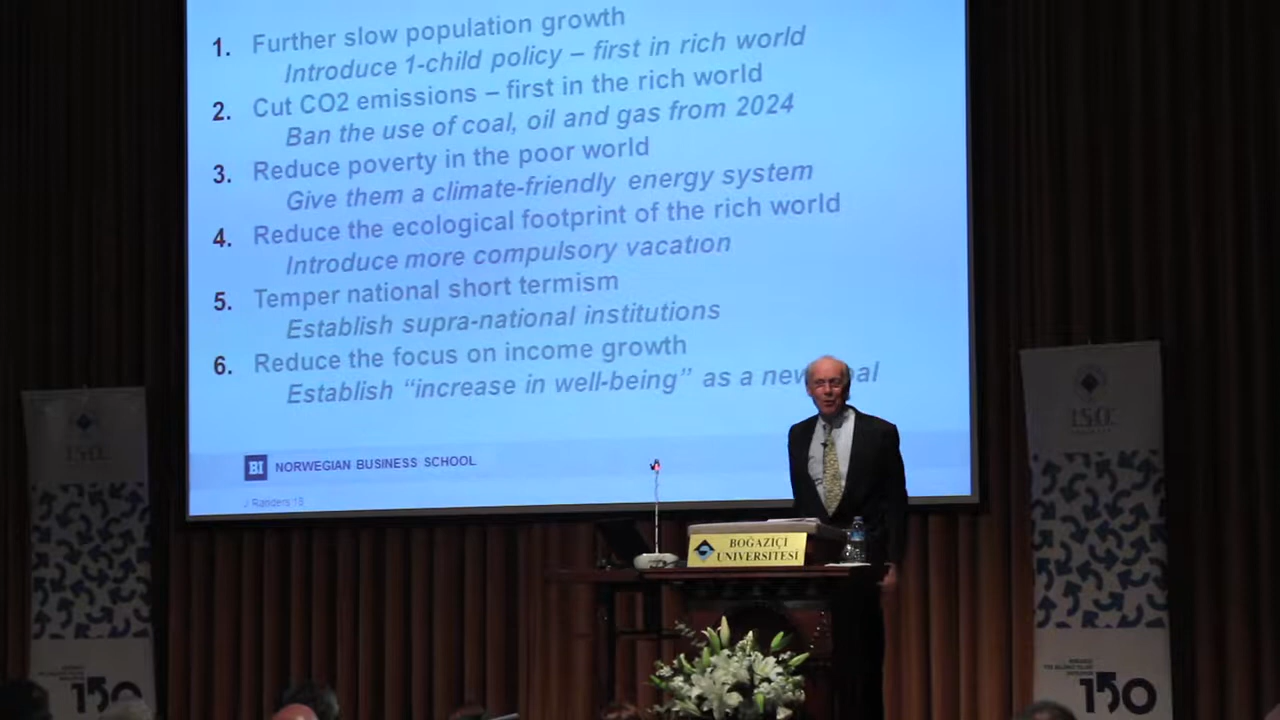 1. Further slow population growth
Introduce 1-child policy – first in rich world
2. Cut CO2 emissions – first in the rich world
Ban the use of coal, oil and gas from 2024
3. Reduce poverty in the poor world
Give them a climate-friendly energy system
4. Reduce the ecological footprint of the rich world
Introduce more compulsory vacation
5. Temper national short termism
Establish supra-national institutions
6. Reduce the focus on income growth
Establish “increase in well-being” as a new
BI NORWEGIAN BUSINESS SCHOOL
J Randers 13
BOĞAZİÇİ
ÜNİVERSİTESİ
150
150